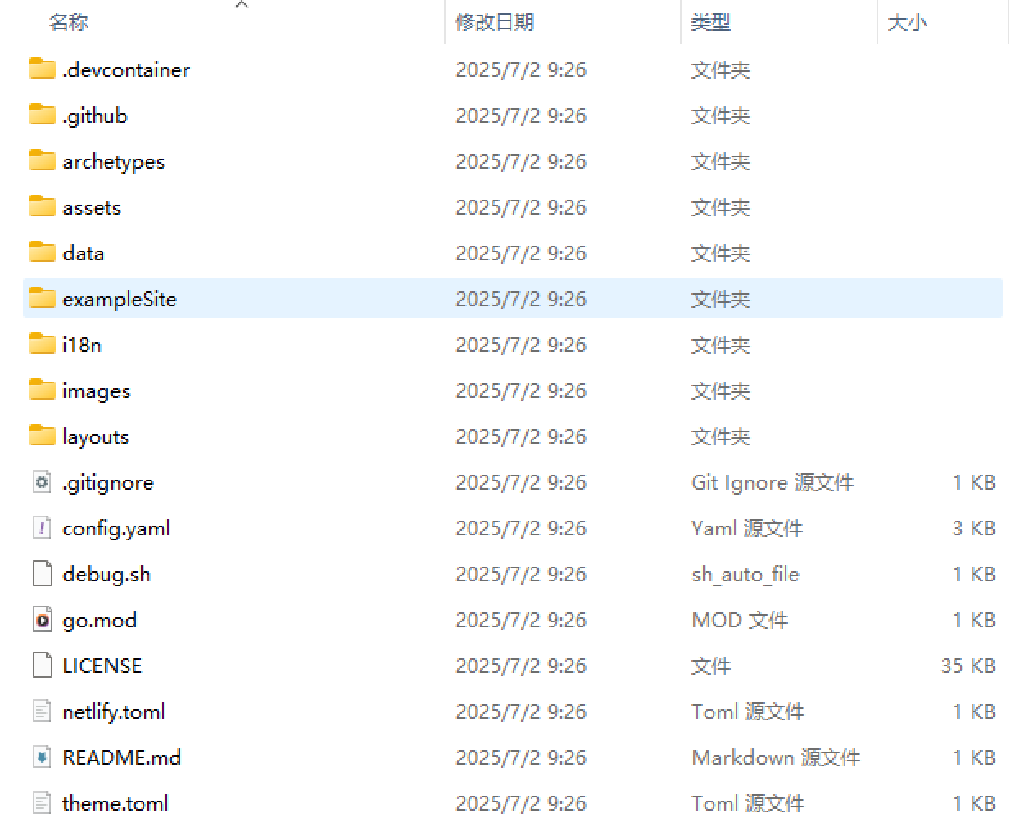 名称 修改日期 类型 大小
.devcontainer 2025/7/2 9:26 文件夹
.github 2025/7/2 9:26 文件夹
archetypes 2025/7/2 9:26 文件夹
assets 2025/7/2 9:26 文件夹
data 2025/7/2 9:26 文件夹
exampleSite 2025/7/2 9:26 文件夹
i18n 2025/7/2 9:26 文件夹
images 2025/7/2 9:26 文件夹
layouts 2025/7/2 9:26 文件夹
.gitignore 2025/7/2 9:26 Git Ignore 源文件 1 KB
config.yaml 2025/7/2 9:26 Yaml 源文件 3 KB
debug.sh 2025/7/2 9:26 sh_auto_file 1 KB
go.mod 2025/7/2 9:26 MOD 文件 1 KB
LICENSE 2025/7/2 9:26 文件 35 KB
netlify.toml 2025/7/2 9:26 Toml 源文件 1 KB
README.md 2025/7/2 9:26 Markdown 源文件 1 KB
theme.toml 2025/7/2 9:26 Toml 源文件 1 KB